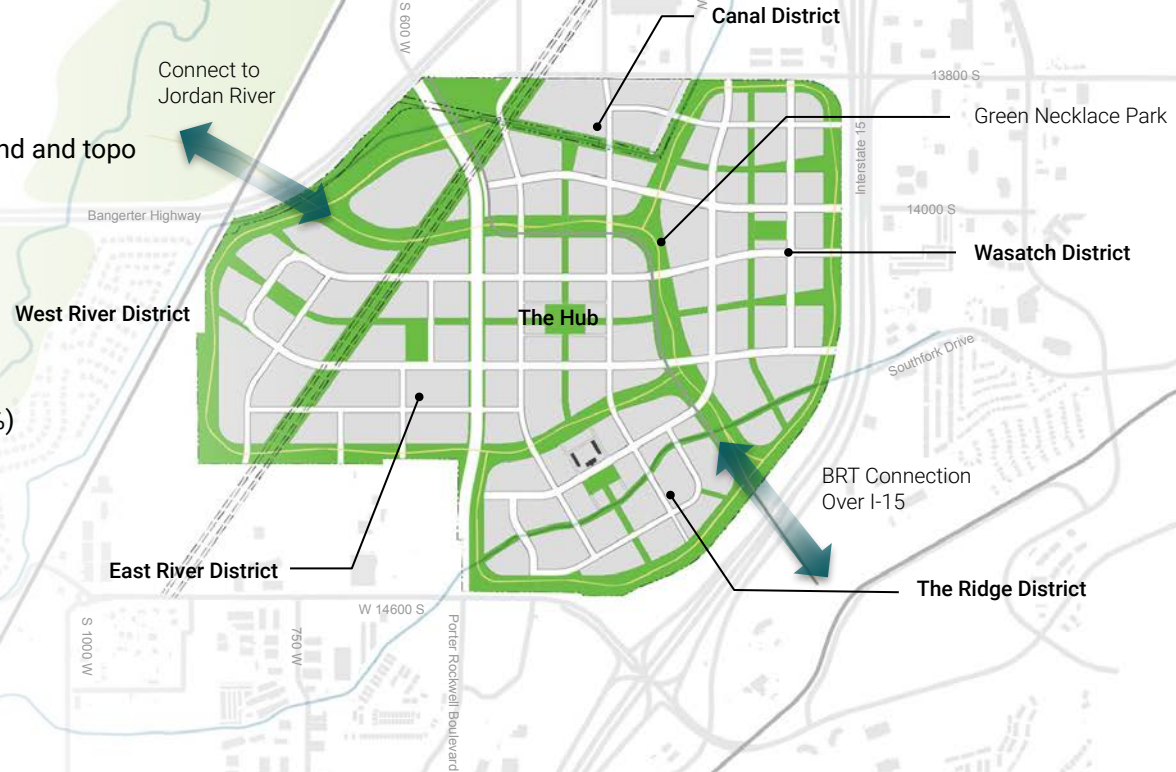 Canal District
S 600 W
N
Connect to
Jordan River
13800 S
Green Necklace Park
nd and topo
Interstate 15
Bangerter Highway
14000 S
Wasatch District
West River District
The Hub
Southfork Drive
%)
BRT Connection
Over I-15
East River District
The Ridge District
W 14600 S
S 1000 W
750 W
Porter Rockwell Boulevard